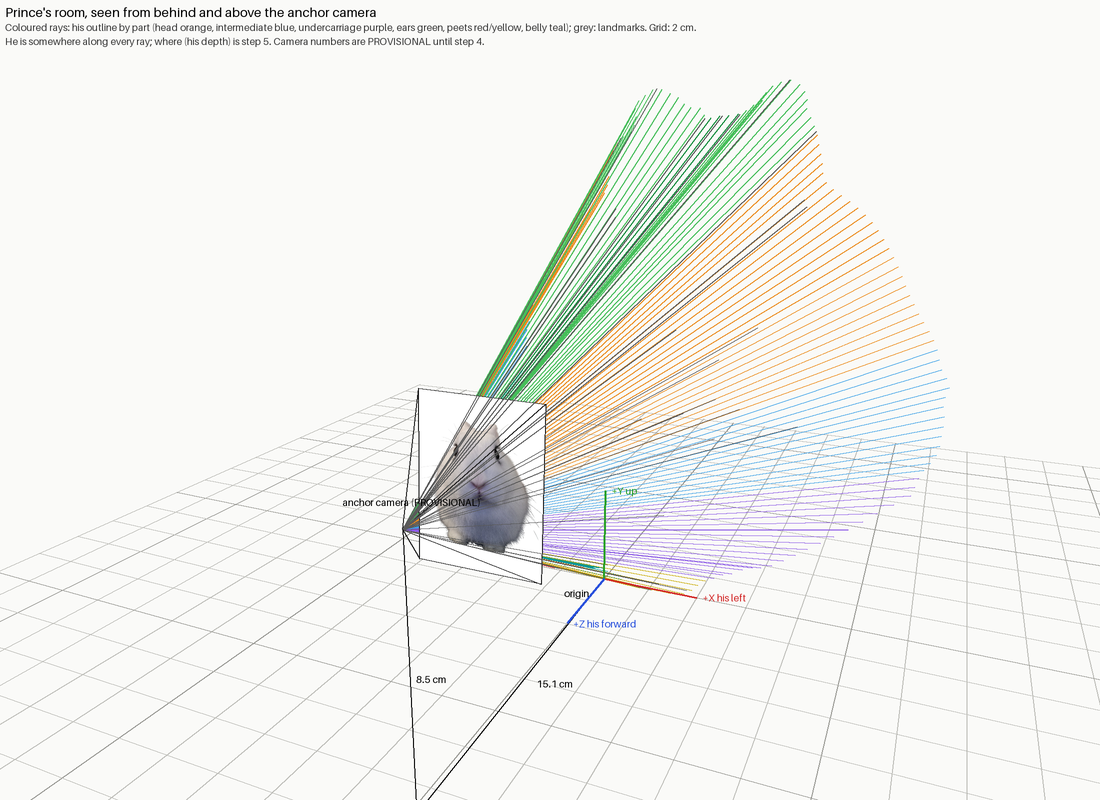 Prince's room, seen from behind and above the anchor camera
Coloured rays: his outline by part (head orange, intermediate blue, undercarriage purple, ears green, peets red/yellow, belly teal); grey: landmarks. Grid: 2 cm.
He is somewhere along every ray; where (his depth) is step 5. Camera numbers are PROVISIONAL until step 4.
+Y up
anchor camera (PROVISIONAL)
origin
+X his left
+Z his forward
8.5 cm
15.1 cm